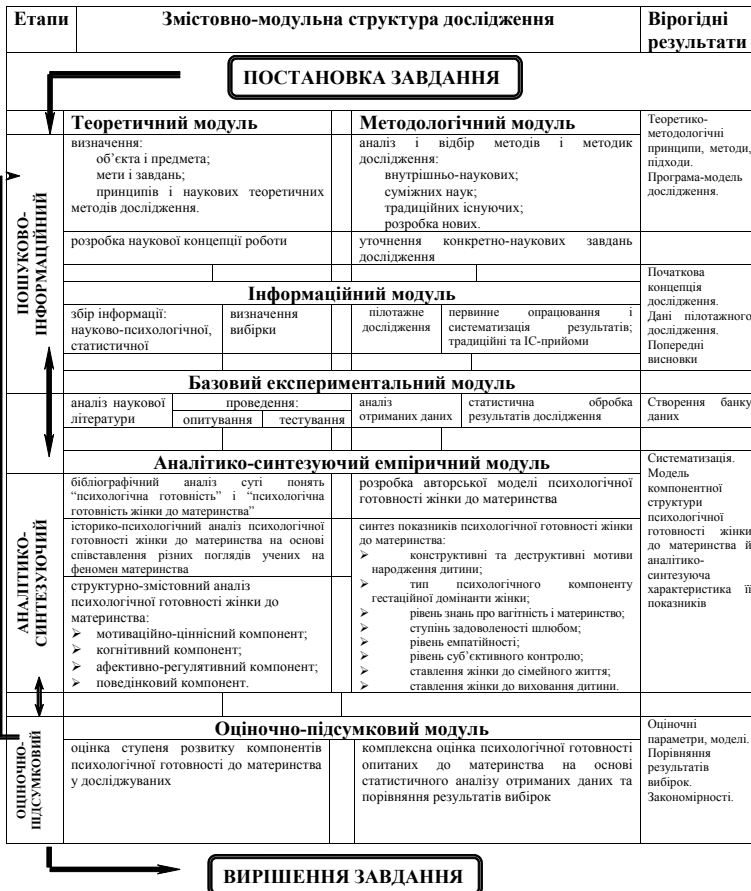 Етапи
Змістовно-модульна структура дослідження
Вірогідні
результати
ПОСТАНОВКА ЗАВДАННЯ
ПОШУКОВО-
ІНФОРМАЦІЙНИЙ
Теоретичний модуль
визначення:
об’єкта і предмета;
мети і завдань;
принципів і наукових теоретичних
методів дослідження.
розробка наукової концепції роботи
Методологічний модуль
аналіз і відбір методів і методик
дослідження:
внутрішньо-наукових;
суміжних наук;
традиційних існуючих;
розробка нових.
уточнення конкретно-наукових завдань
дослідження
Теоретико-
методологічні
принципи, методи,
підходи.
Програма-модель
дослідження.
Інформаційний модуль
збір інформації:
науково-психологічної,
статистичної
визначення
вибірки
пілотажне
дослідження
первинне опрацювання і
систематизація результатів;
традиційні та ІС-прийоми
Початкова
концепція
дослідження.
Дані пілотажного
дослідження.
Попередні
висновки
Базовий експериментальний модуль
аналіз наукової
літератури
проведення:
опитування
тестування
аналіз
отриманих даних
статистична обробка
результатів дослідження
Створення банку
даних
АНАЛІТИКО-
СИНТЕЗУЮЧИЙ
Аналітико-синтезуючий емпіричний модуль
бібліографічний аналіз суті понять
“психологічна готовність” і “психологічна
готовність жінки до материнства”
історико-психологічний аналіз психологічної
готовності жінки до материнства на основі
співставлення різних поглядів учених на
феномен материнства
структурно-змістовний аналіз
психологічної готовності жінки до
материнства:
➢ мотиваційно-ціннісний компонент;
➢ когнітивний компонент;
➢ афективно-регулятивний компонент;
➢ поведінковий компонент.
розробка авторської моделі психологічної
готовності жінки до материнства
синтез показників психологічної готовності жінки
до материнства:
➢ конструктивні та деструктивні мотиви
народження дитини;
➢ тип психологічного компоненту
гестаційної домінанти жінки;
➢ рівень знань про вагітність і материнство;
➢ ступінь задоволеності шлюбом;
➢ рівень емпатійності;
➢ рівень суб’єктивного контролю;
➢ ставлення жінки до сімейного життя;
➢ ставлення жінки до виховання дитини.
Систематизація.
Модель
компонентної
структури
психологічної
готовності жінки
до материнства й
аналітико-
синтезуюча
характеристика її
показників
ОЦІНОЧНО-
ПІДСУМКОВИЙ
Оціночно-підсумковий модуль
оцінка ступеня розвитку компонентів
психологічної готовності до материнства
у досліджуваних
комплексна оцінка психологічної готовності
опитаних до материнства на основі
статистичного аналізу отриманих даних та
порівняння результатів вибірок
Оціночні
параметри, моделі.
Порівняння
результатів
вибірок.
Закономірності.
ВИРІШЕННЯ ЗАВДАННЯ